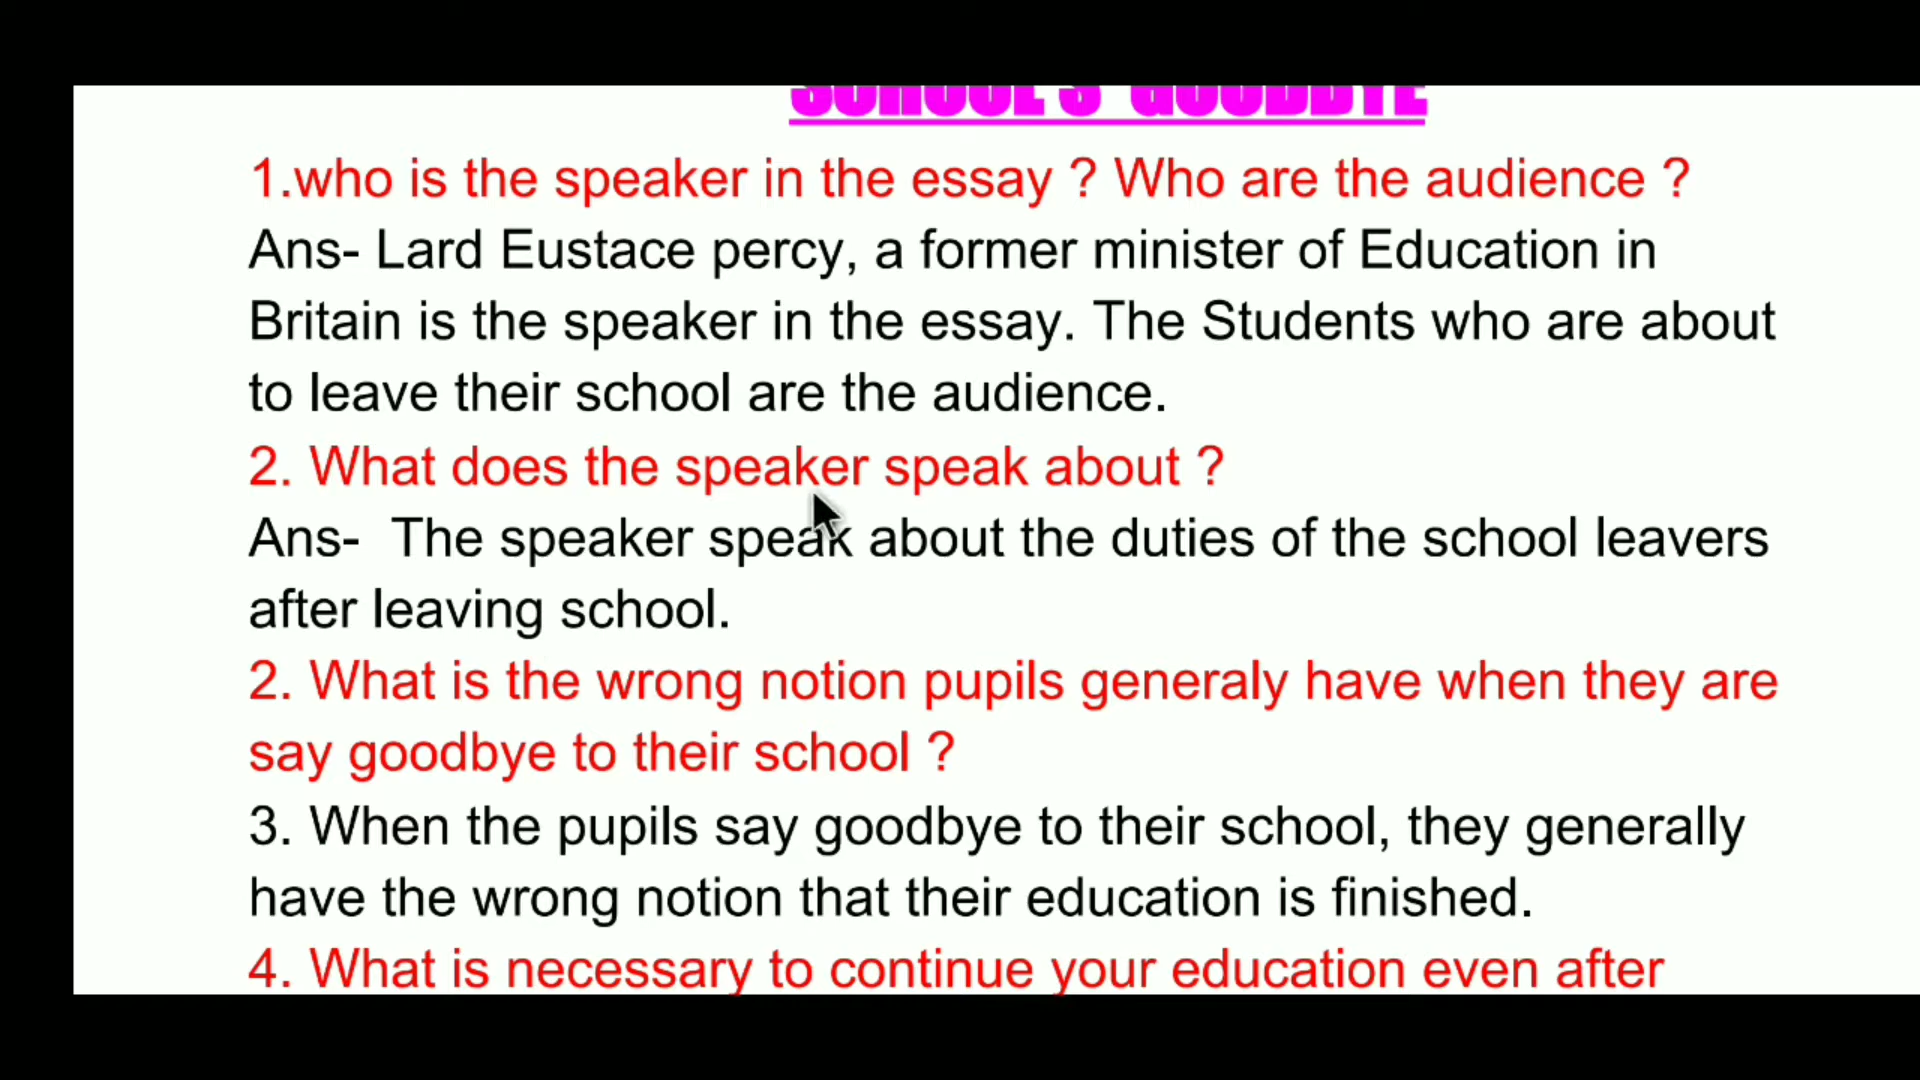 SCHOOL'S GOODBYE
1.who is the speaker in the essay ? Who are the audience ?
Ans- Lard Eustace percy, a former minister of Education in
Britain is the speaker in the essay. The Students who are about
to leave their school are the audience.
2. What does the speaker speak about ?
Ans-  The speaker speak about the duties of the school leavers
after leaving school.
2. What is the wrong notion pupils generaly have when they are
say goodbye to their school ?
3. When the pupils say goodbye to their school, they generally
have the wrong notion that their education is finished.
4. What is necessary to continue your education even after